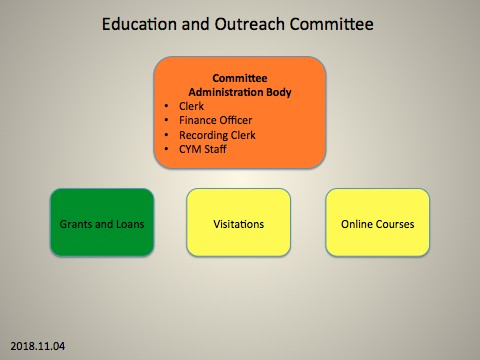 Education and Outreach Committee
Committee
Administration Body
• Clerk
• Finance Officer
• Recording Clerk
• CYM Staff
Grants and Loans
Visitations
Online Courses
2018.11.04